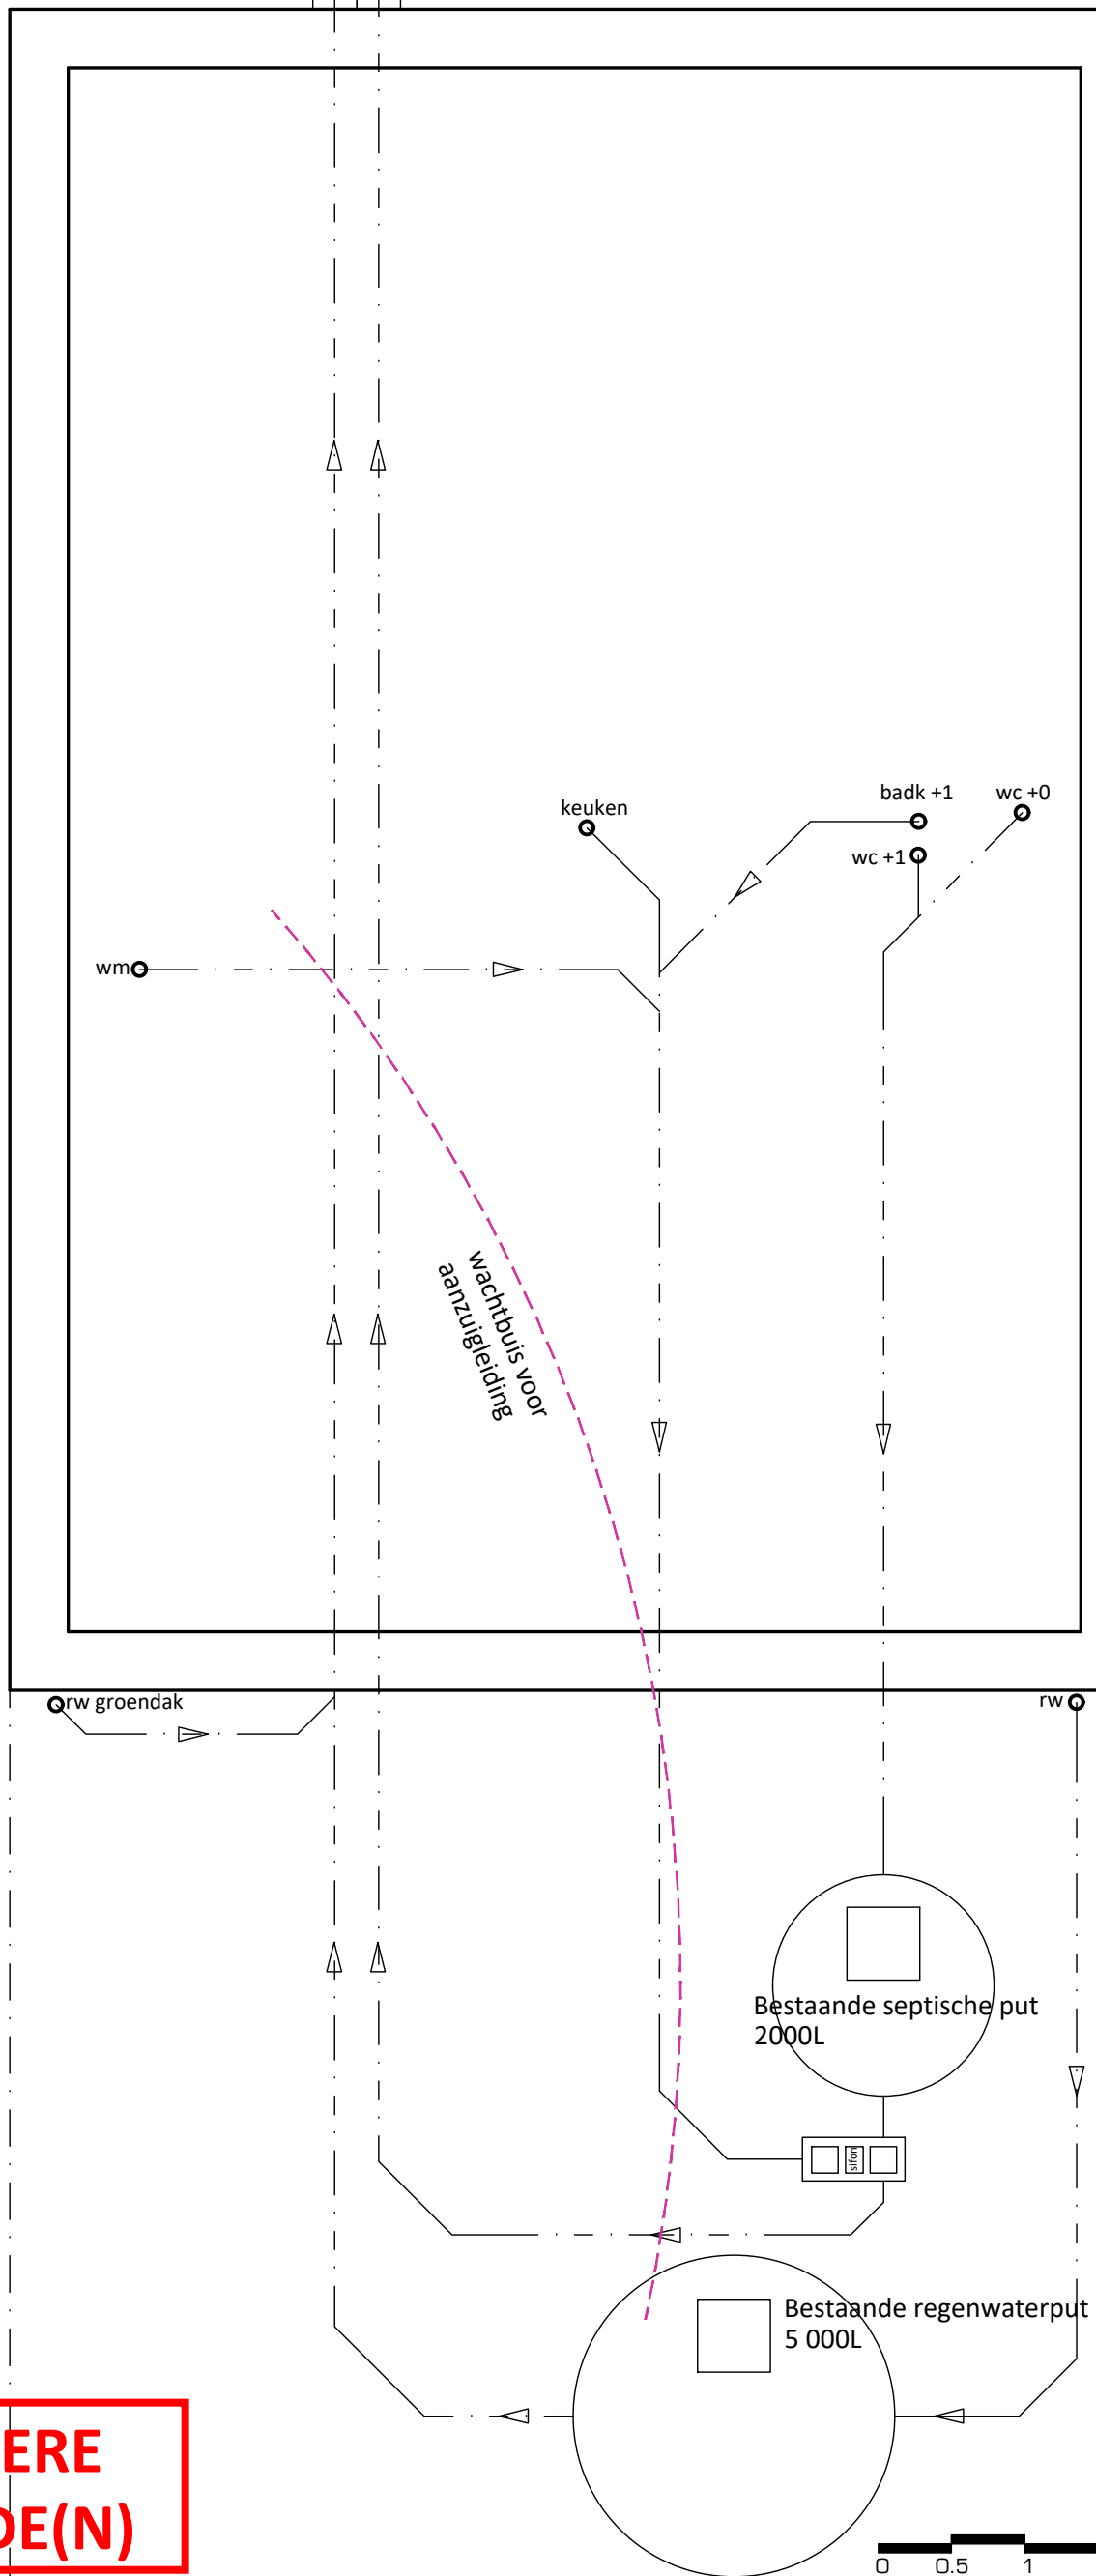 badk +1
wc +0
keuken
wc +1
wm
wachtbuis voor
aanzuigleiding
rw groendak
rw
Bestaande septische put
2000L
sifon
Bestaande regenwaterput
5 000L
ERE
DE(N)
0 0.5 1